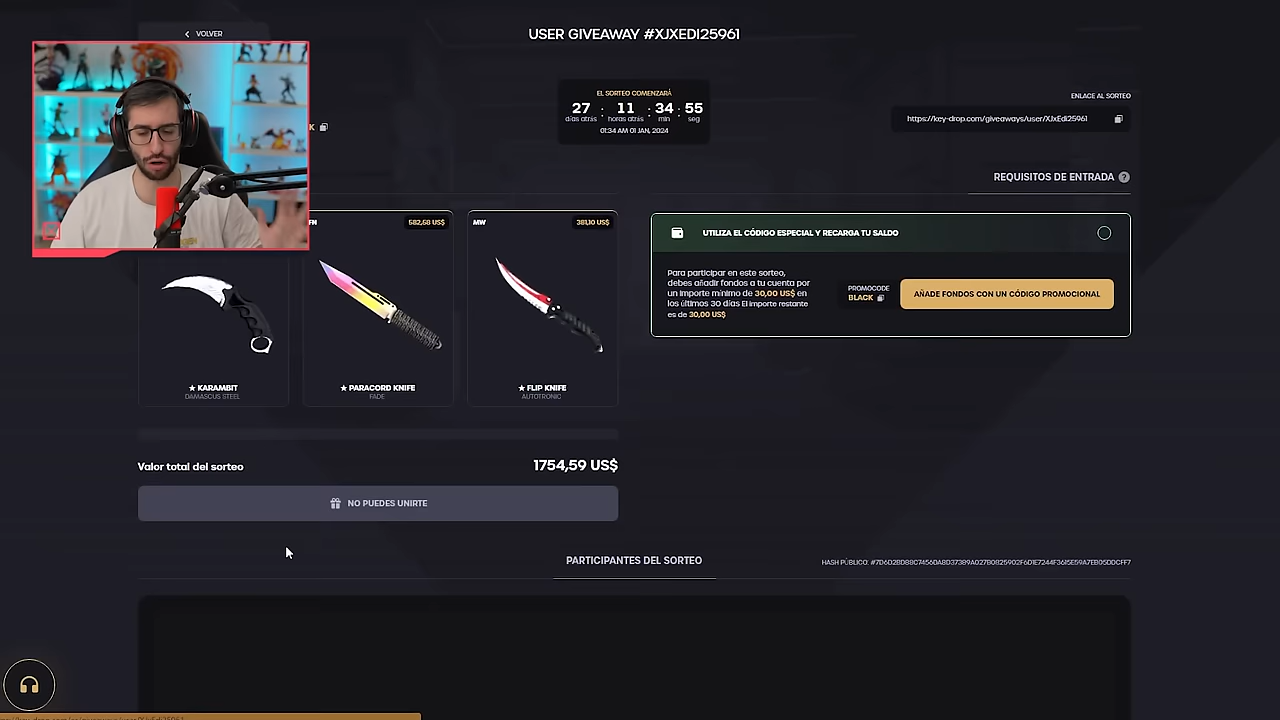 VOLVER
USER GIVEAWAY #XJXEDI25961
EL SORTEO COMENZARÁ
27 : 11 : 34 : 55
días atrás horas atrás min seg
01:34 AM 01 JAN, 2024
ENLACE AL SORTEO
https://key-drop.com/giveaways/user/XJxEdi25961
K
REQUISITOS DE ENTRADA ?
FN
582,58 US$
MW
381,10 US$
★ KARAMBIT
DAMASCUS STEEL
★ PARACORD KNIFE
FADE
★ FLIP KNIFE
AUTOTRONIC
UTILIZA EL CÓDIGO ESPECIAL Y RECARGA TU SALDO
Para participar en este sorteo,
debes añadir fondos a tu cuenta por
un importe mínimo de 30,00 US$ en
los últimos 30 días El importe restante
es de 30,00 US$
PROMOCODE
BLACK
AÑADE FONDOS CON UN CÓDIGO PROMOCIONAL
Valor total del sorteo
1754,59 US$
NO PUEDES UNIRTE
PARTICIPANTES DEL SORTEO
HASH PÚBLICO: